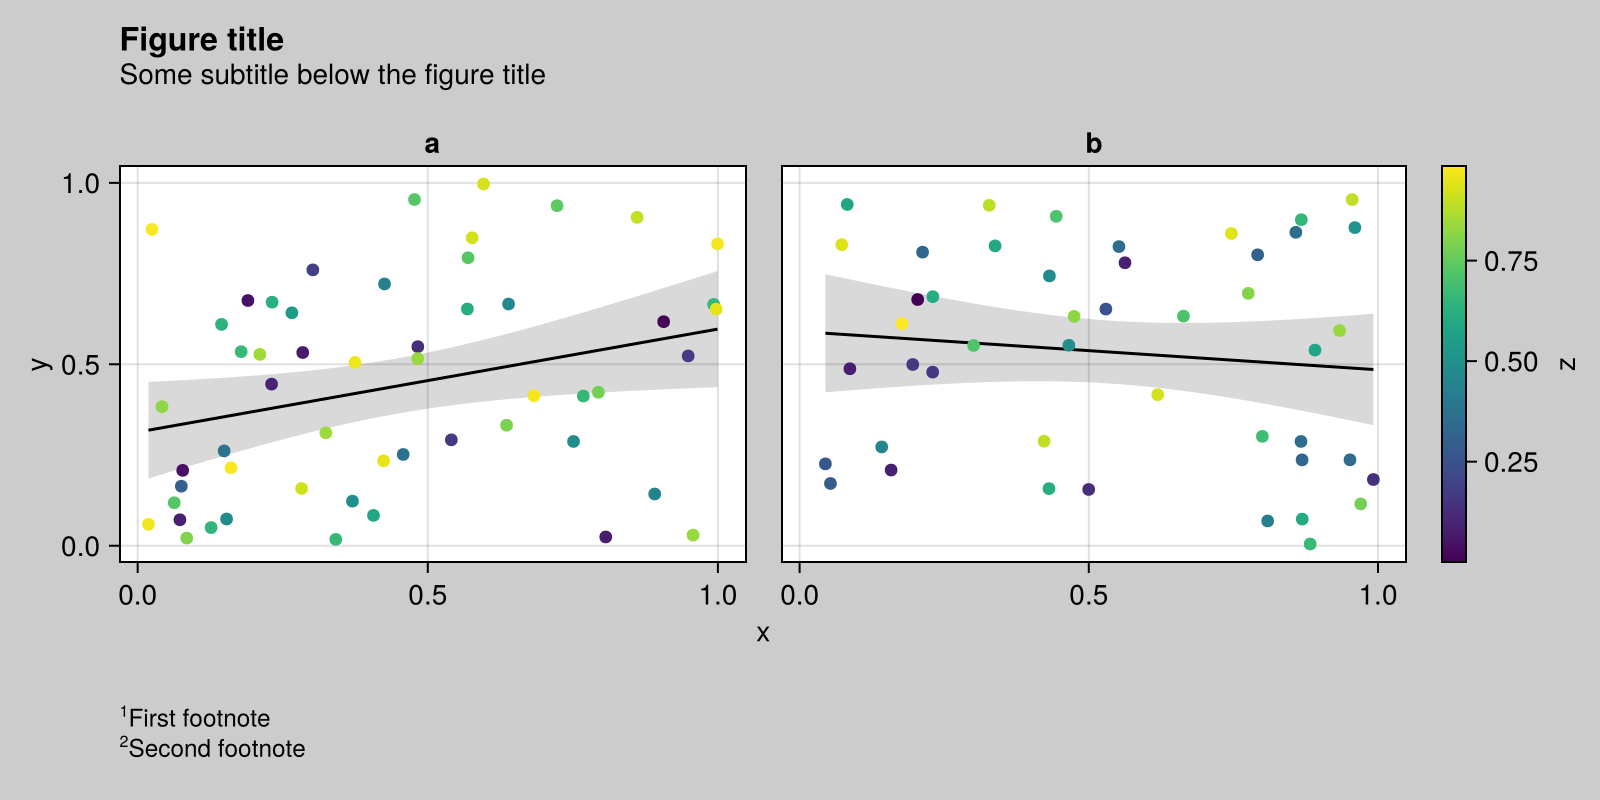 Figure title
Some subtitle below the figure title
a
b
1.0
0.5
0.0
y
0.0
0.5
1.0
0.0
0.5
1.0
x
0.75
0.50
0.25
z
¹First footnote
²Second footnote